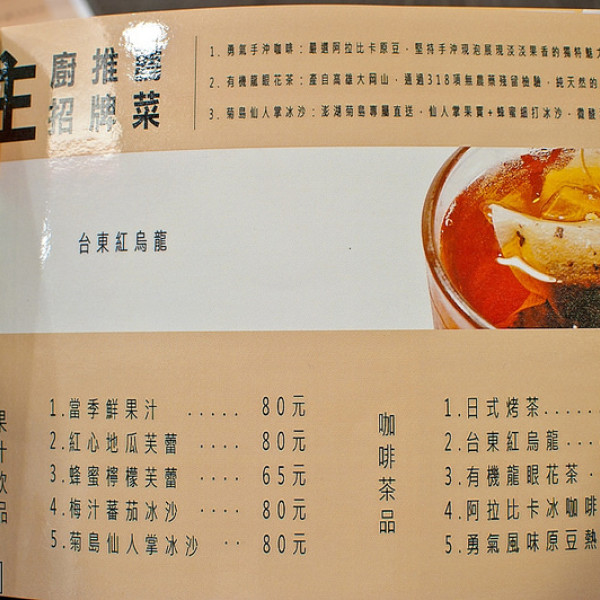 主廚推薦
招牌菜
1. 勇氣手沖咖啡：嚴選阿拉比卡原豆，堅持手沖現泡展現淡淡果香的獨特魅力
2. 有機龍眼花茶：產自高雄大岡山，通過318項無農藥殘留檢驗，純天然的
3. 菊島仙人掌冰沙：澎湖菊島專屬直送，仙人掌果實+蜂蜜細打冰沙，微酸
台東紅烏龍
果汁飲品
1.當季鮮果汁 ..... 80元
2.紅心地瓜芙蕾 .... 80元
3.蜂蜜檸檬芙蕾 .... 65元
4.梅汁蕃茄冰沙 .... 80元
5.菊島仙人掌冰沙 .. 80元
咖啡茶品
1.日式烤茶......
2.台東紅烏龍....
3.有機龍眼花茶.
4.阿拉比卡冰咖啡
5.勇氣風味原豆熱